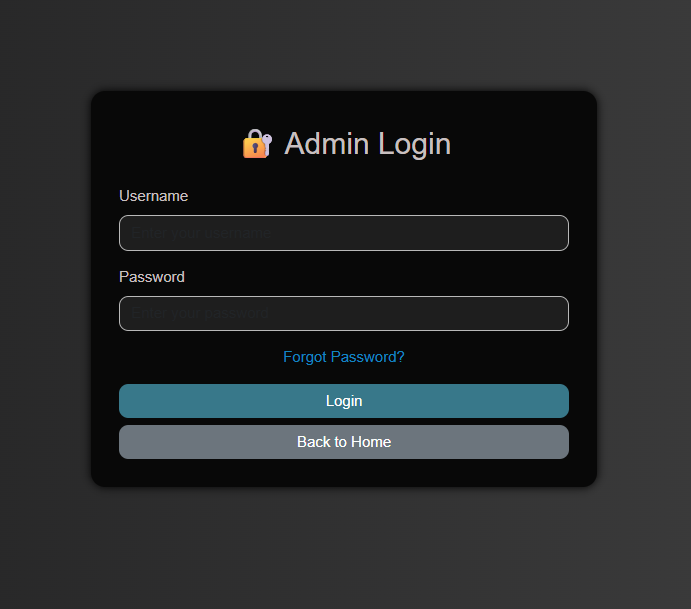 Admin Login
Username
Enter your username
Password
Enter your password
Forgot Password?
Login
Back to Home